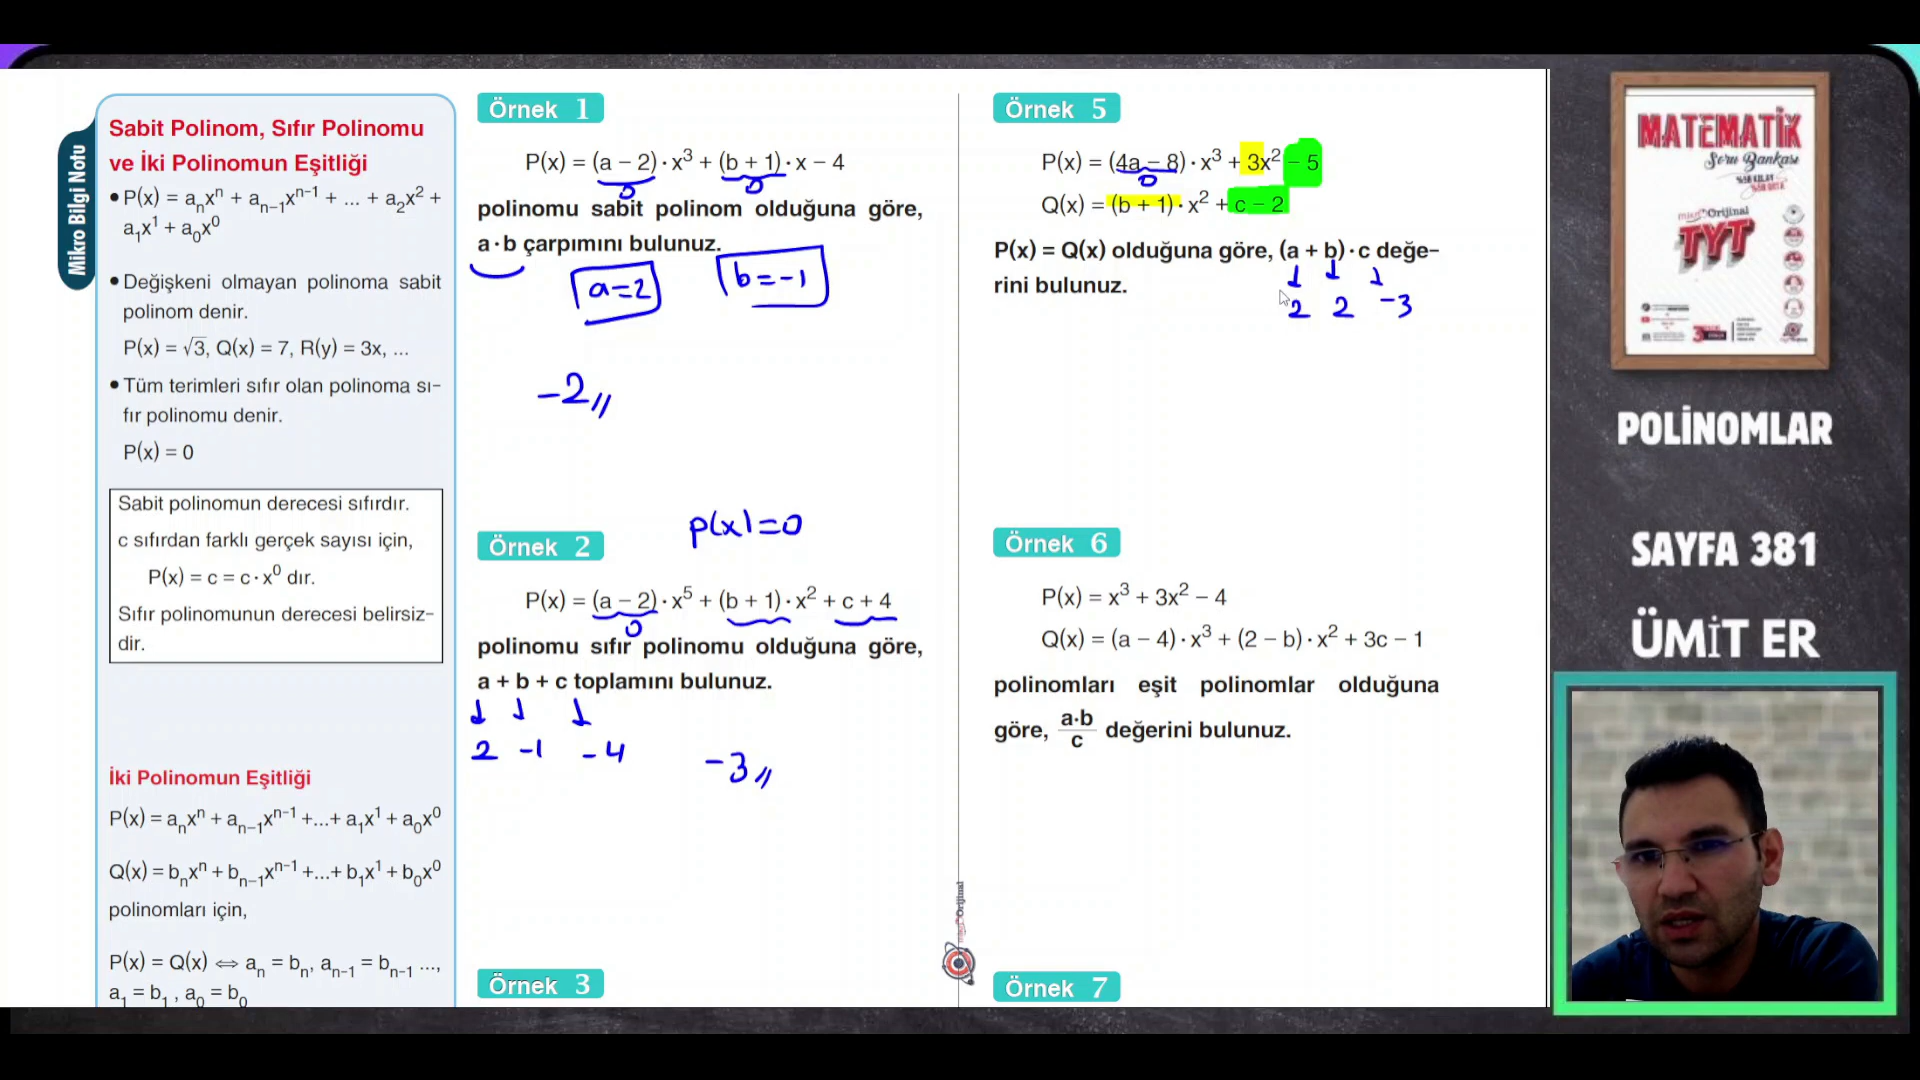 Mikro Bilgi Notu
Sabit Polinom, Sıfır Polinomu
ve İki Polinomun Eşitliği
• P(x) = aₙxⁿ + aₙ₋₁xⁿ⁻¹ + ... + a₂x² +
a₁x¹ + a₀x⁰
• Değişkeni olmayan polinoma sabit
polinom denir.
P(x) = √3, Q(x) = 7, R(y) = 3x, ...
• Tüm terimleri sıfır olan polinoma sı-
fır polinomu denir.
P(x) = 0
Sabit polinomun derecesi sıfırdır.
c sıfırdan farklı gerçek sayısı için,
P(x) = c = c · x⁰ dır.
Sıfır polinomunun derecesi belirsiz-
dir.
İki Polinomun Eşitliği
P(x) = aₙxⁿ + aₙ₋₁xⁿ⁻¹ +...+ a₁x¹ + a₀x⁰
Q(x) = bₙxⁿ + bₙ₋₁xⁿ⁻¹ +...+ b₁x¹ + b₀x⁰
polinomları için,
P(x) = Q(x) ⇔ aₙ = bₙ, aₙ₋₁ = bₙ₋₁ ...,
a₁ = b₁ , a₀ = b₀
Örnek 1
P(x) = (a − 2) · x³ + (b + 1) · x − 4
0 0
polinomu sabit polinom olduğuna göre,
a · b çarpımını bulunuz.
a=2 b=-1
-2//
Örnek 2
p(x)=0
P(x) = (a − 2) · x⁵ + (b + 1) · x² + c + 4
0
polinomu sıfır polinomu olduğuna göre,
a + b + c toplamını bulunuz.
2 -1 -4
-3//
Örnek 3
Örnek 5
P(x) = (4a − 8) · x³ + 3x² − 5
0
Q(x) = (b + 1) · x² + c − 2
P(x) = Q(x) olduğuna göre, (a + b) · c değe-
rini bulunuz.
2 2 -3
Örnek 6
P(x) = x³ + 3x² − 4
Q(x) = (a − 4) · x³ + (2 − b) · x² + 3c − 1
polinomları eşit polinomlar olduğuna
göre, a·b/c değerini bulunuz.
Örnek 7
MATEMATİK
Soru Bankası
Orijinal
TYT
POLİNOMLAR
SAYFA 381
ÜMİT ER